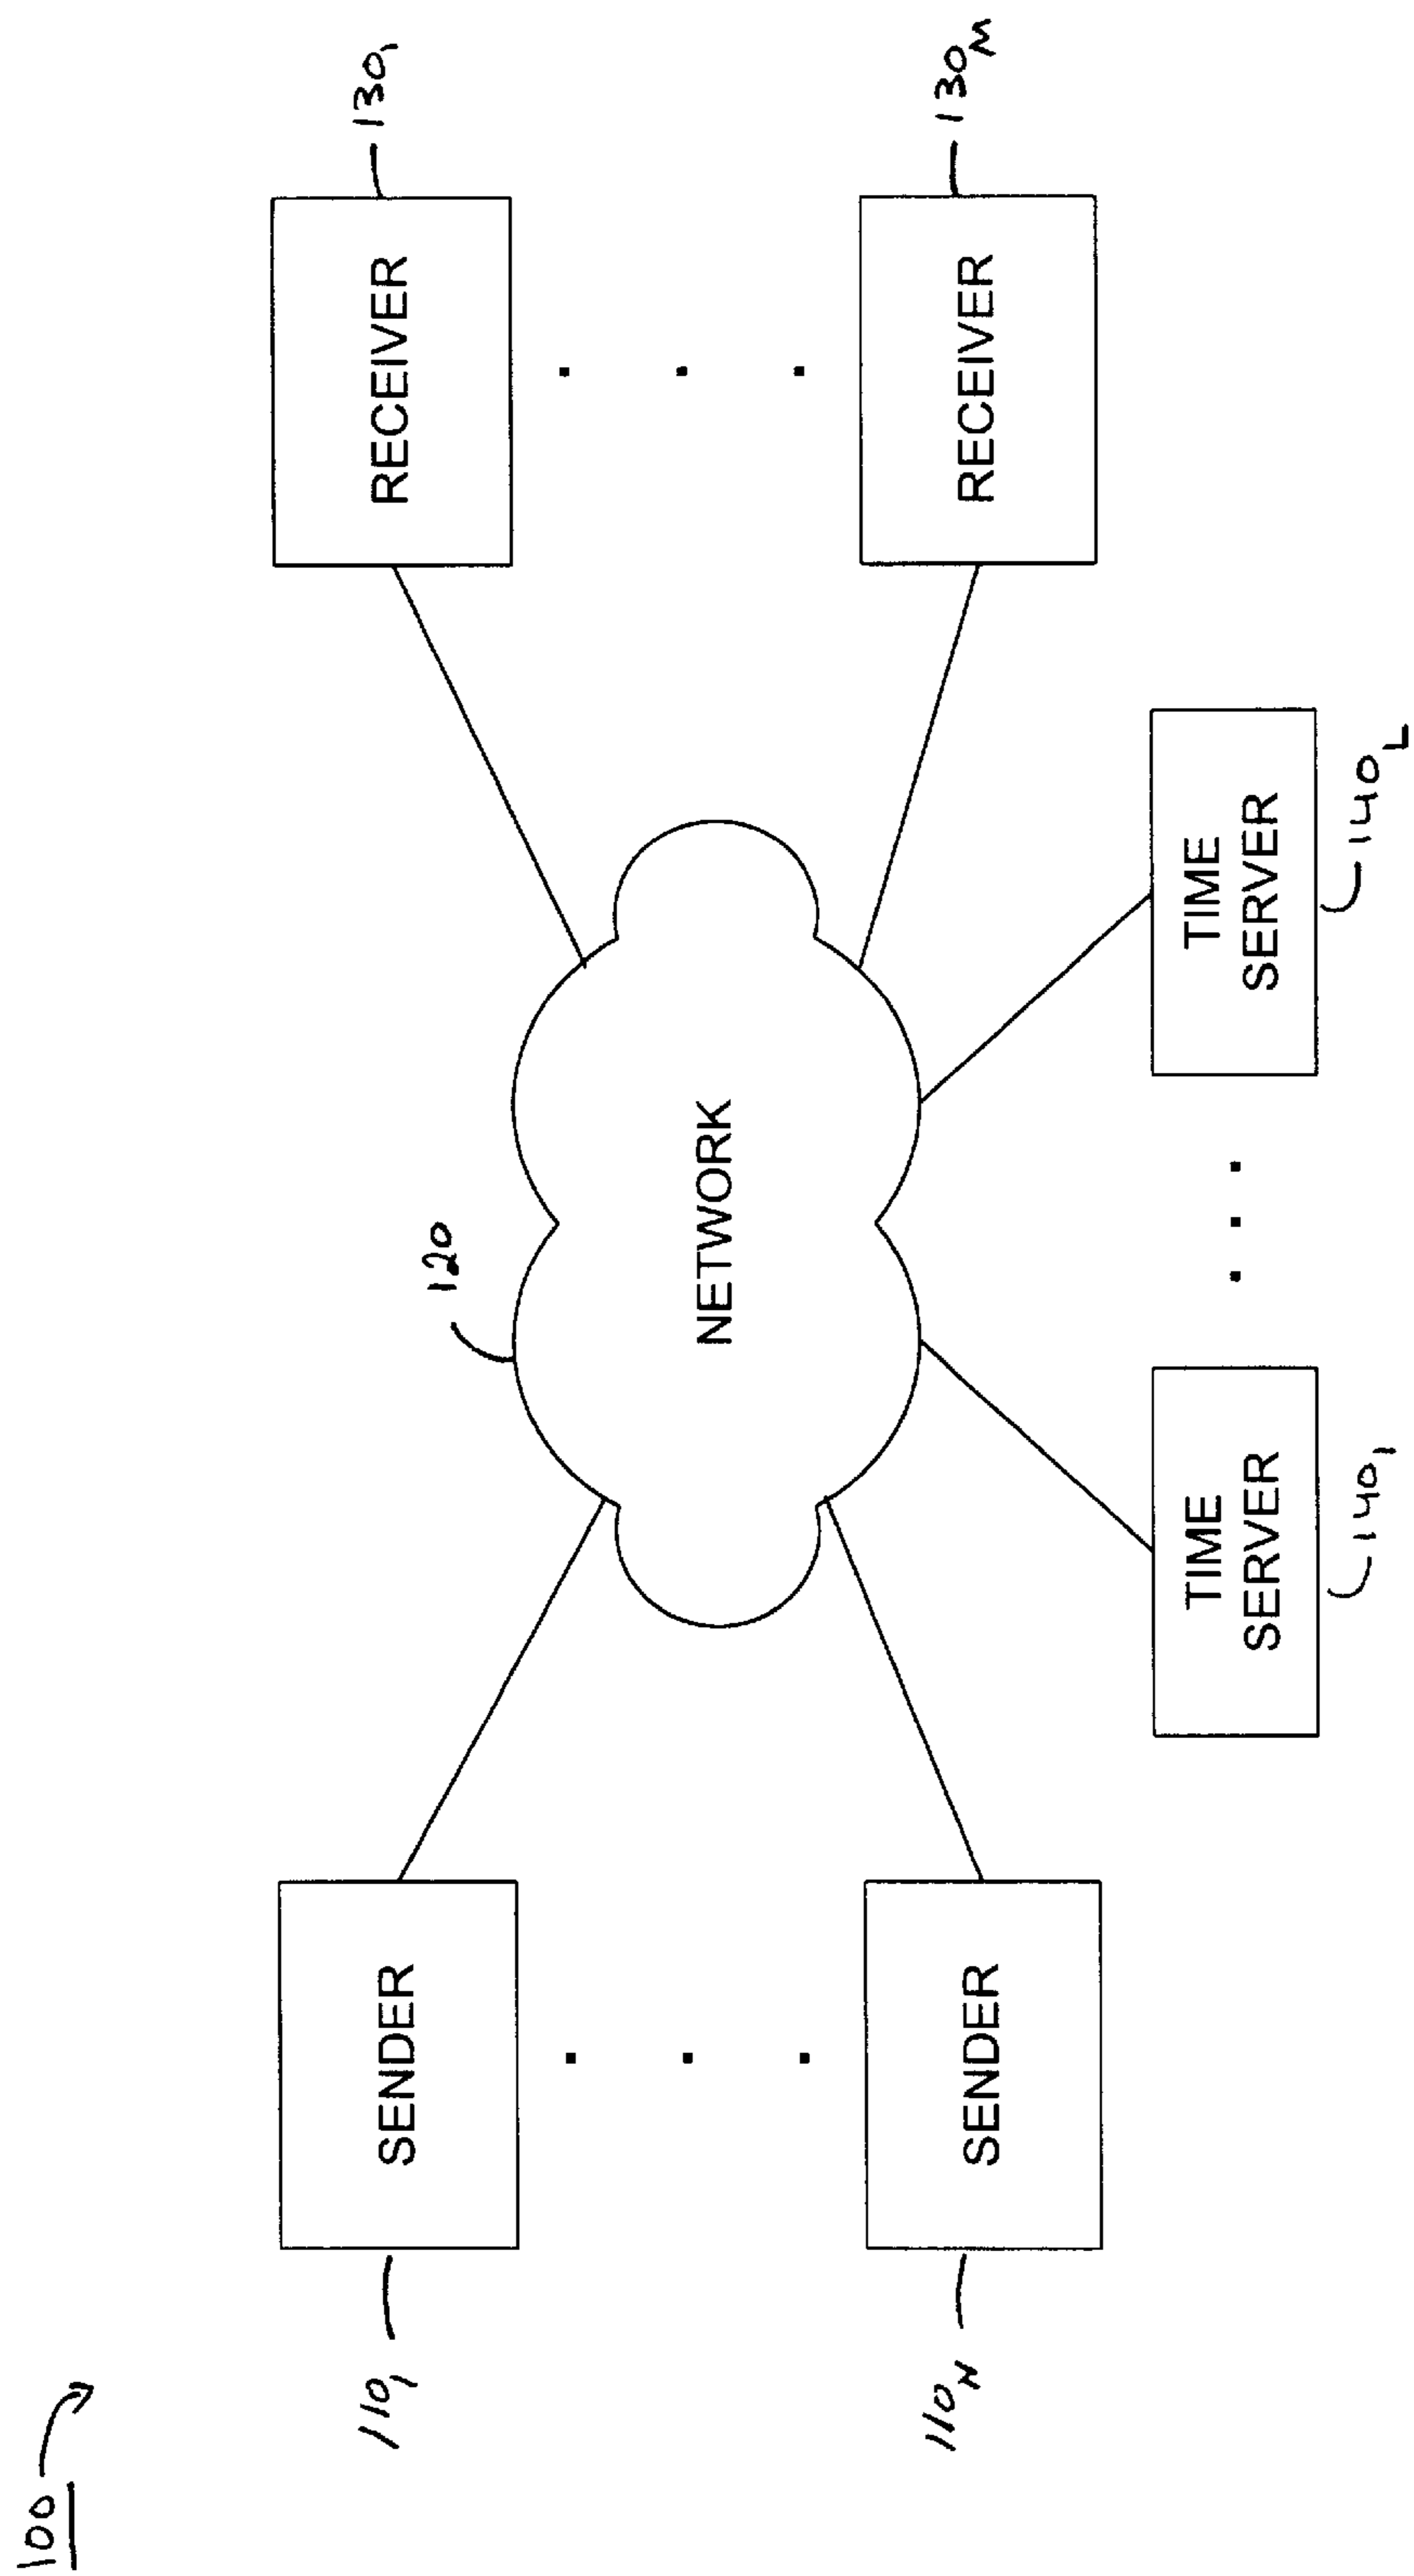 100
110₁
SENDER
110N
SENDER
120
NETWORK
RECEIVER
130₁
RECEIVER
130M
TIME
SERVER
140₁
TIME
SERVER
140L